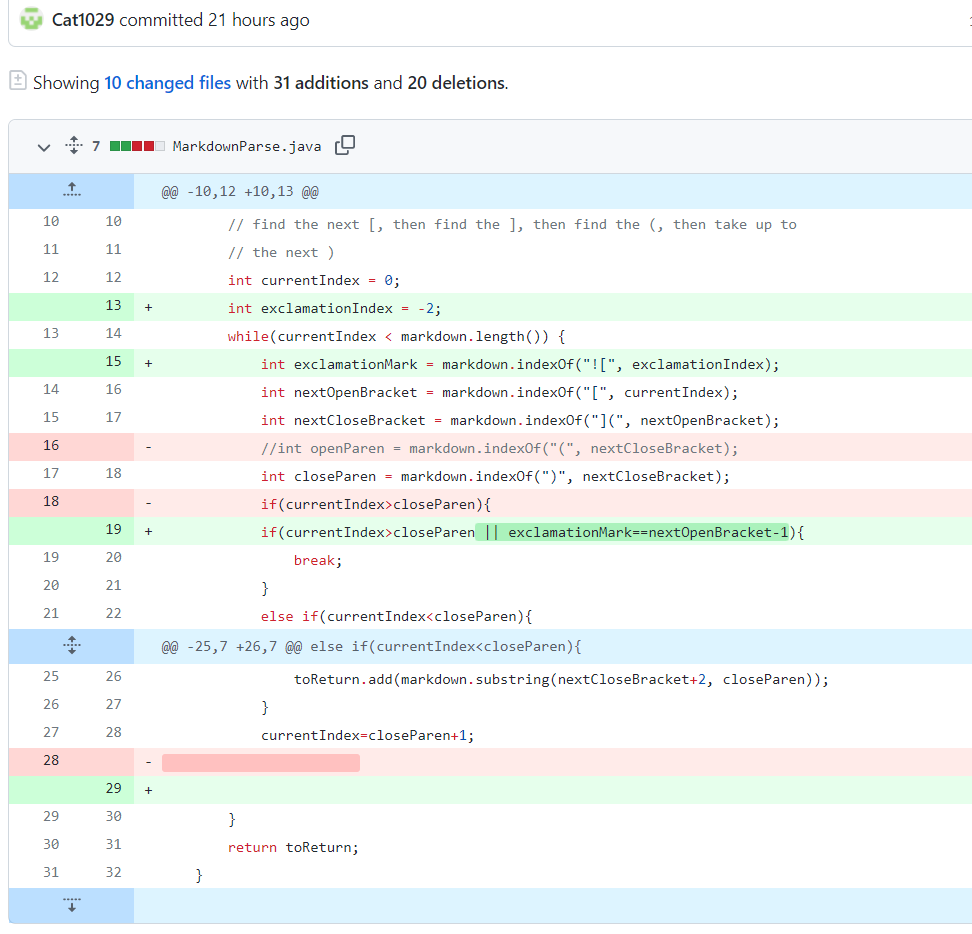 Cat1029 committed 21 hours ago
Showing 10 changed files with 31 additions and 20 deletions.
7 MarkdownParse.java
@@ -10,12 +10,13 @@
10 10 // find the next [, then find the ], then find the (, then take up to
11 11 // the next )
12 12 int currentIndex = 0;
13 + int exclamationIndex = -2;
13 14 while(currentIndex < markdown.length()) {
15 + int exclamationMark = markdown.indexOf("![", exclamationIndex);
14 16 int nextOpenBracket = markdown.indexOf("[", currentIndex);
15 17 int nextCloseBracket = markdown.indexOf("](", nextOpenBracket);
16 - //int openParen = markdown.indexOf("(", nextCloseBracket);
17 18 int closeParen = markdown.indexOf(")", nextCloseBracket);
18 - if(currentIndex>closeParen){
19 + if(currentIndex>closeParen || exclamationMark==nextOpenBracket-1){
19 20 break;
20 21 }
21 22 else if(currentIndex<closeParen){
@@ -25,7 +26,7 @@ else if(currentIndex<closeParen){
25 26 toReturn.add(markdown.substring(nextCloseBracket+2, closeParen));
26 27 }
27 28 currentIndex=closeParen+1;
28 -
29 +
29 30 }
30 31 return toReturn;
31 32 }